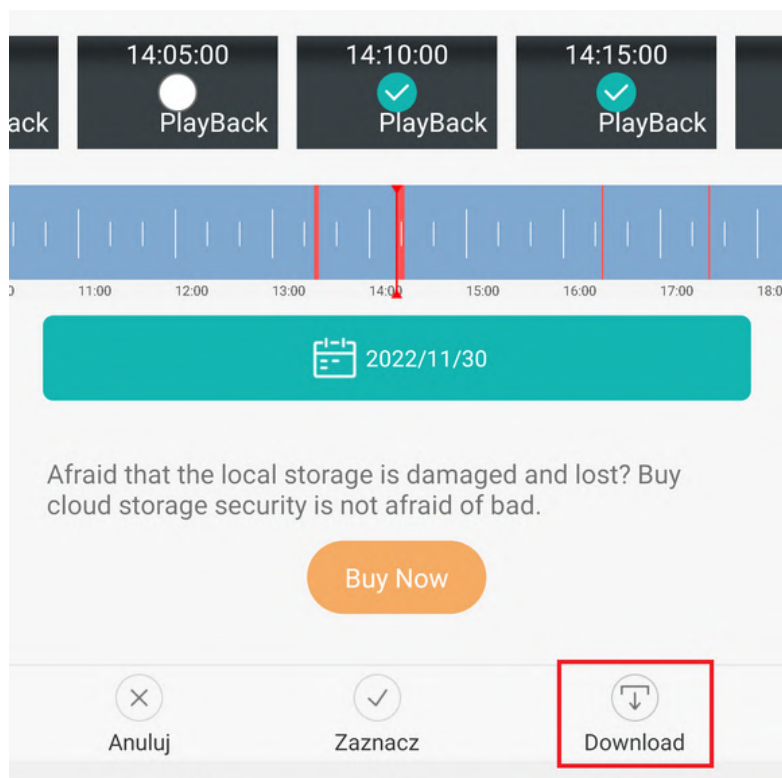 14:05:00 14:10:00 14:15:00
ack PlayBack PlayBack PlayBack
11:00 12:00 13:00 14:00 15:00 16:00 17:00 18:0
2022/11/30
Afraid that the local storage is damaged and lost? Buy
cloud storage security is not afraid of bad.
Buy Now
Anuluj Zaznacz Download